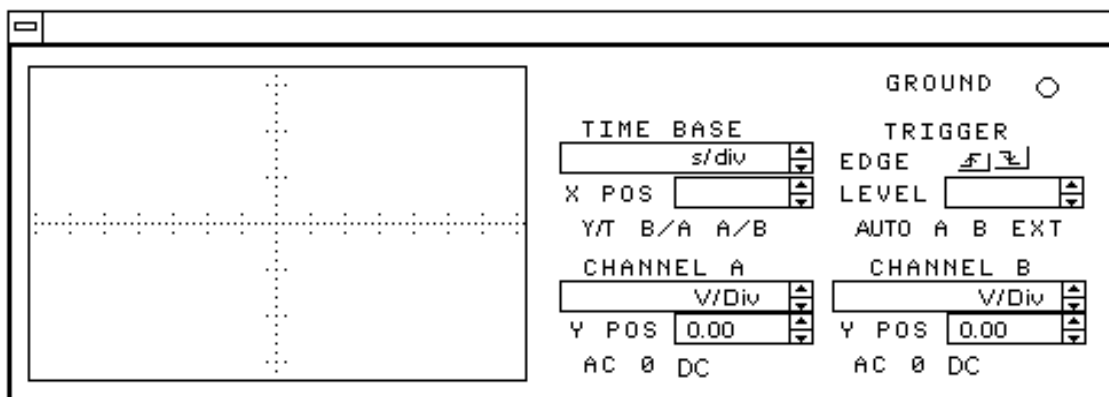 GROUND
TIME BASE
s/div
X POS
Y/T B/A A/B
TRIGGER
EDGE
LEVEL
AUTO A B EXT
CHANNEL A
V/Div
Y POS 0.00
AC 0 DC
CHANNEL B
V/Div
Y POS 0.00
AC 0 DC